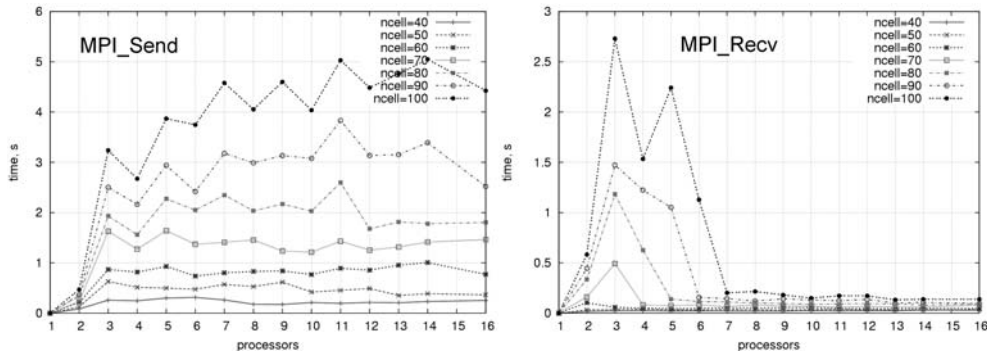 MPI_Send
ncell=40
ncell=50
ncell=60
ncell=70
ncell=80
ncell=90
ncell=100
6
5
4
3
2
1
0
time, s
1 2 3 4 5 6 7 8 9 10 11 12 13 14 15 16
processors
MPI_Recv
ncell=40
ncell=50
ncell=60
ncell=70
ncell=80
ncell=90
ncell=100
3
2.5
2
1.5
1
0.5
0
time, s
1 2 3 4 5 6 7 8 9 10 11 12 13 14 15 16
processors